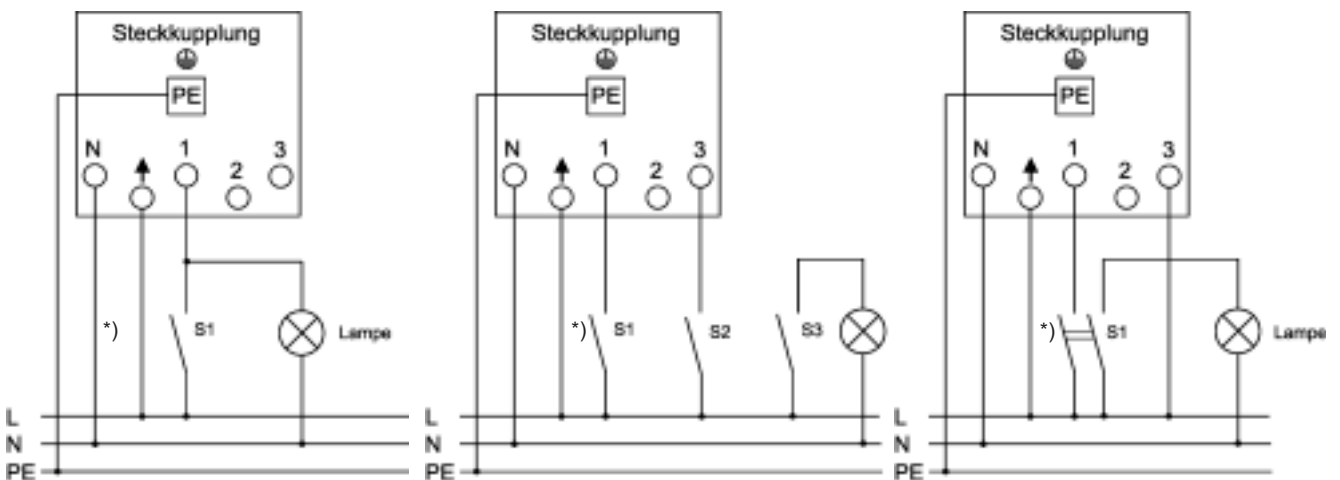 Steckkupplung
PE
N 1 2 3
*) S1 Lampe
L
N
PE
Steckkupplung
PE
N 1 2 3
*) S1 S2 S3
L
N
PE
Steckkupplung
PE
N 1 2 3
*) S1 Lampe
L
N
PE